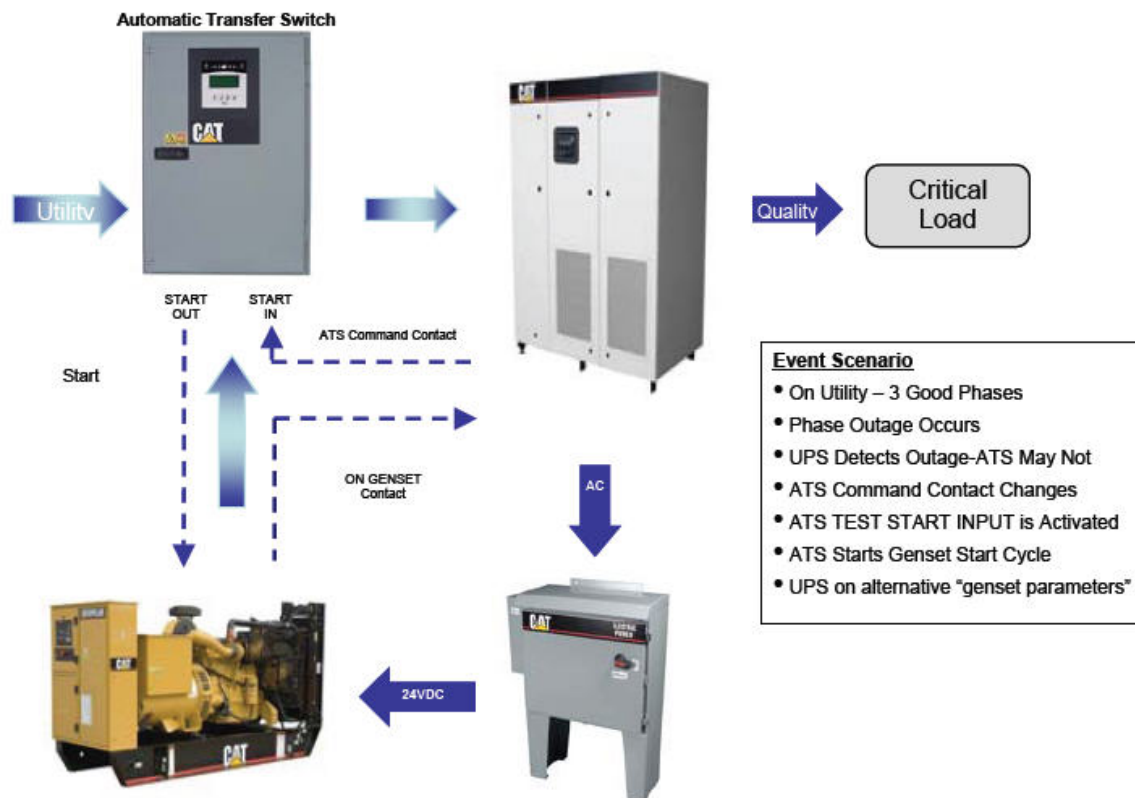 Automatic Transfer Switch
CAT
CAT
Utility
Quality
Critical
Load
START
OUT
START
IN
ATS Command Contact
Start
ON GENSET
Contact
AC
Event Scenario
• On Utility – 3 Good Phases
• Phase Outage Occurs
• UPS Detects Outage-ATS May Not
• ATS Command Contact Changes
• ATS TEST START INPUT is Activated
• ATS Starts Genset Start Cycle
• UPS on alternative “genset parameters”
CAT
ELECTRIC
POWER
24VDC
CAT
CAT